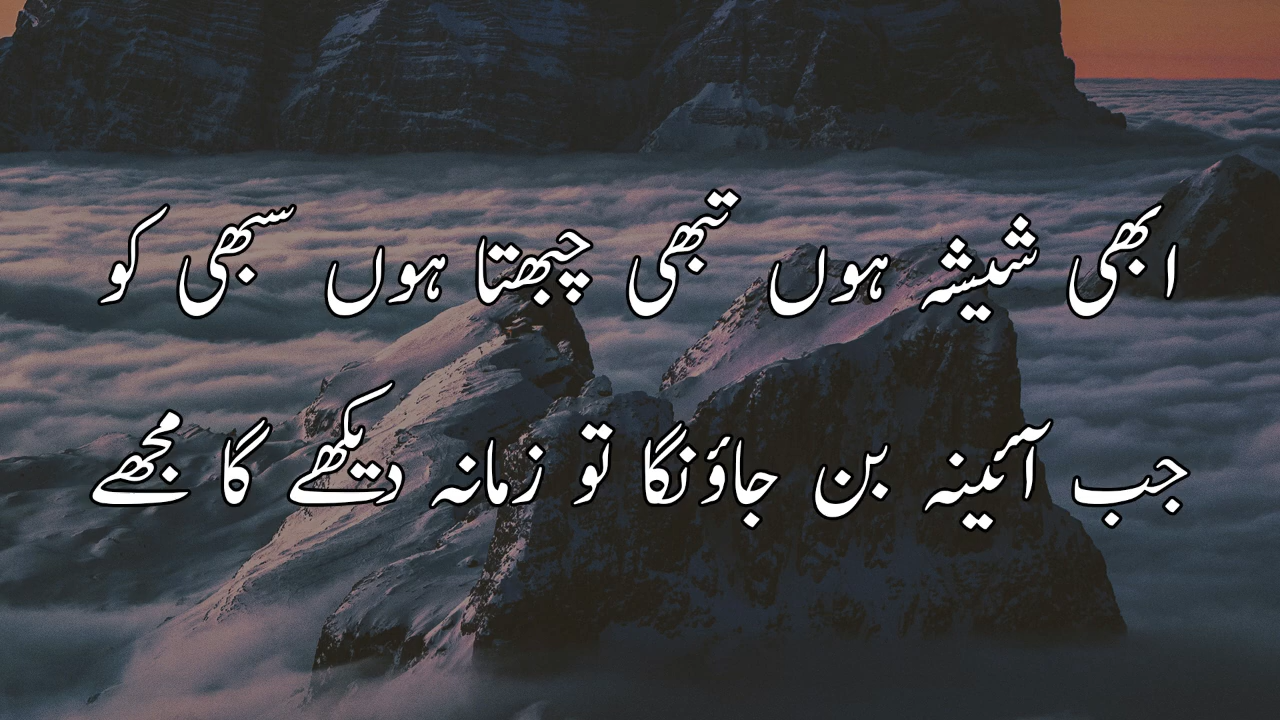 ابھی شیشہ ہوں تبھی چبھتا ہوں سبھی کو
جب آئینہ بن جاؤنگا تو زمانہ دیکھے گا مجھے